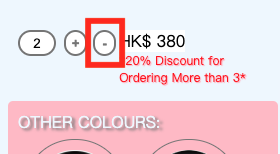 2 + - HK$ 380
20% Discount for
Ordering More than 3*
OTHER COLOURS: